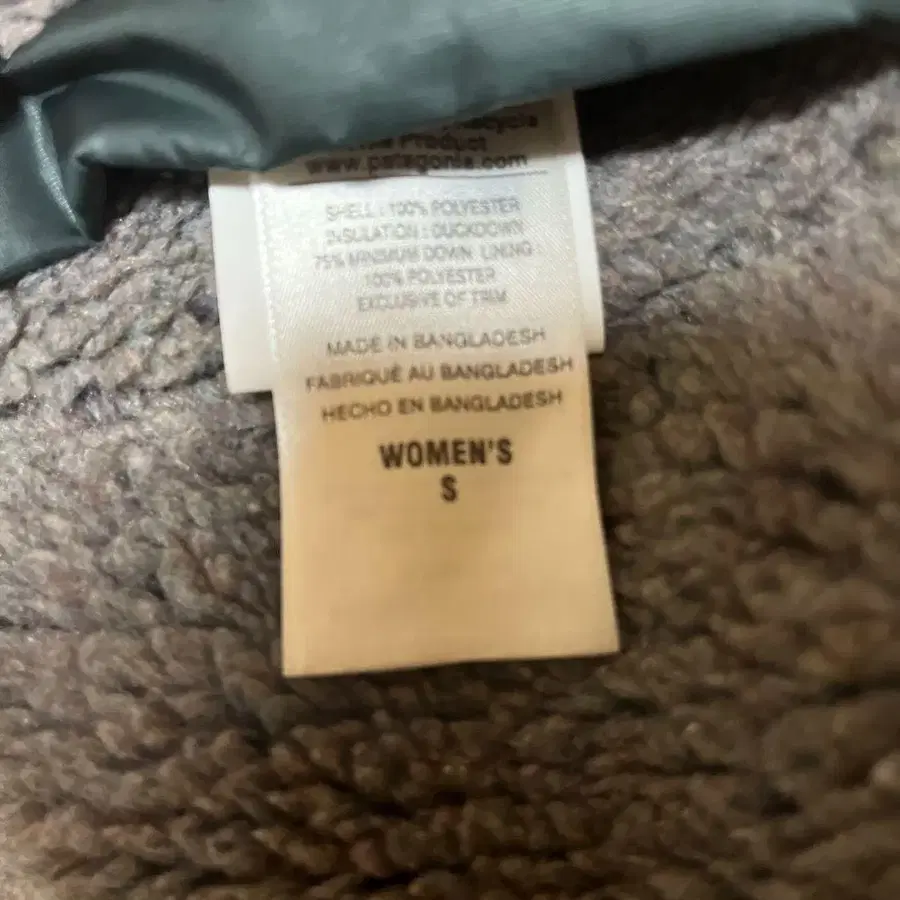 Product
www.patagonia.com
SHELL : 100% POLYESTER
INSULATION : DUCKDOWN
75% MINIMUM DOWN LINING :
100% POLYESTER
EXCLUSIVE OF TRIM
MADE IN BANGLADESH
FABRIQUÉ AU BANGLADESH
HECHO EN BANGLADESH
WOMEN'S
S